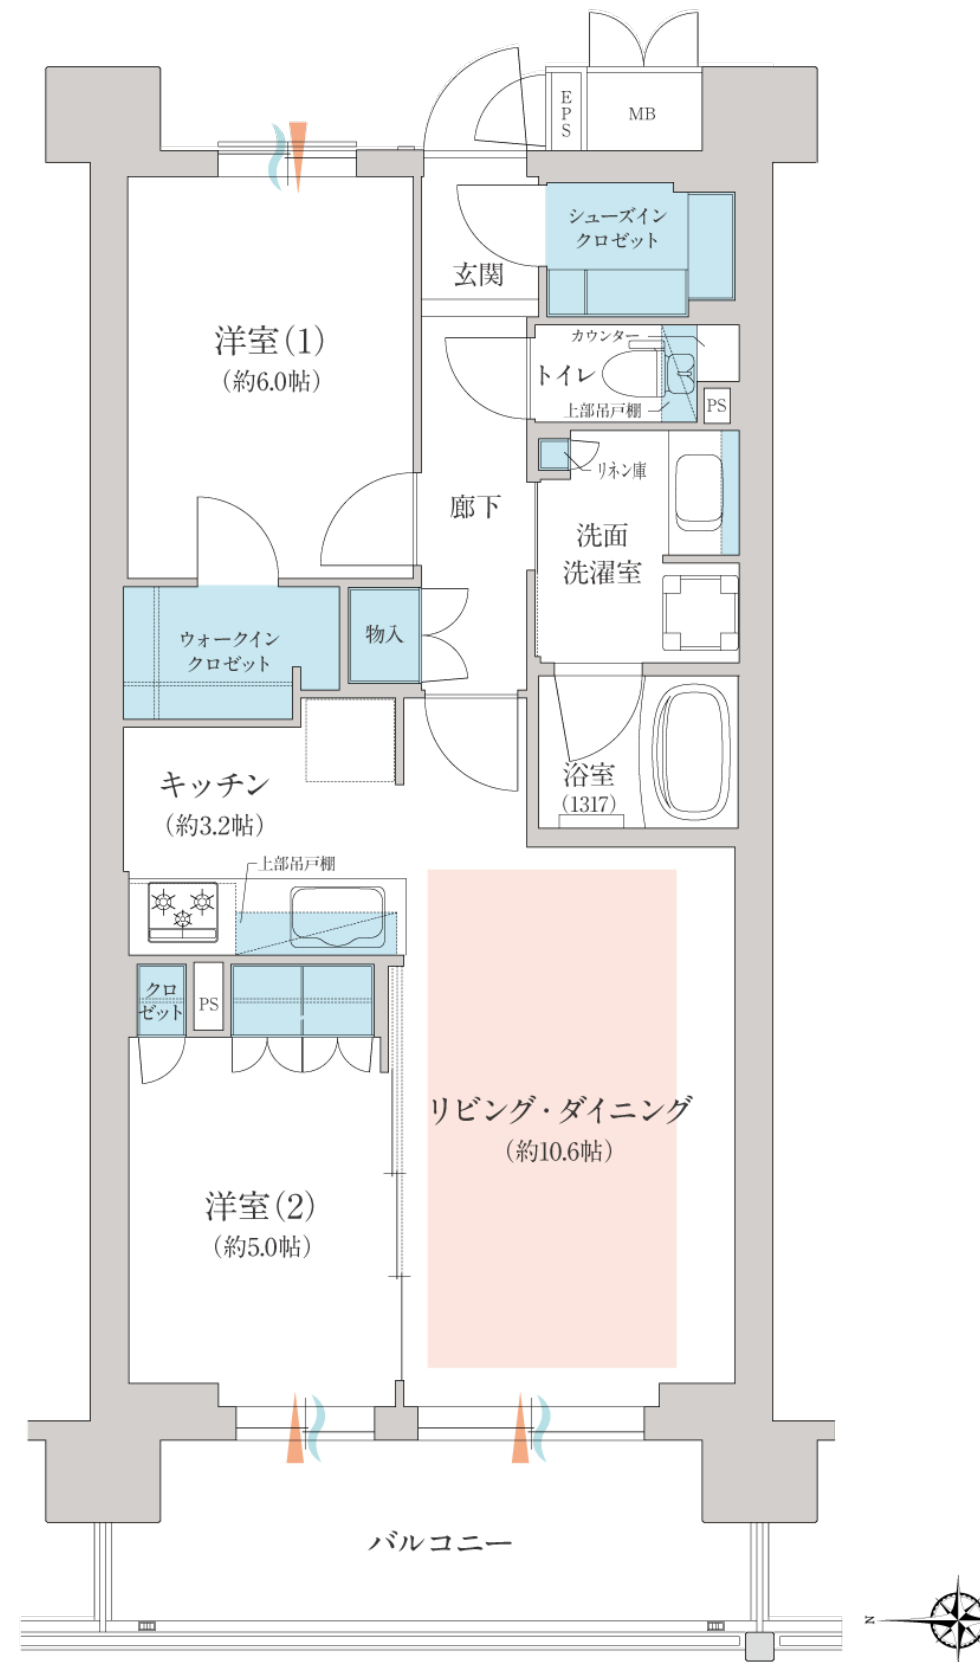 EPS
MB
シューズイン
クロゼット
玄関
洋室(1)
(約6.0帖)
カウンター
トイレ
上部吊戸棚
PS
リネン庫
廊下
洗面
洗濯室
ウォークイン
クロゼット
物入
キッチン
(約3.2帖)
浴室
(1317)
上部吊戸棚
クロ
ゼット
PS
リビング・ダイニング
(約10.6帖)
洋室(2)
(約5.0帖)
バルコニー
N